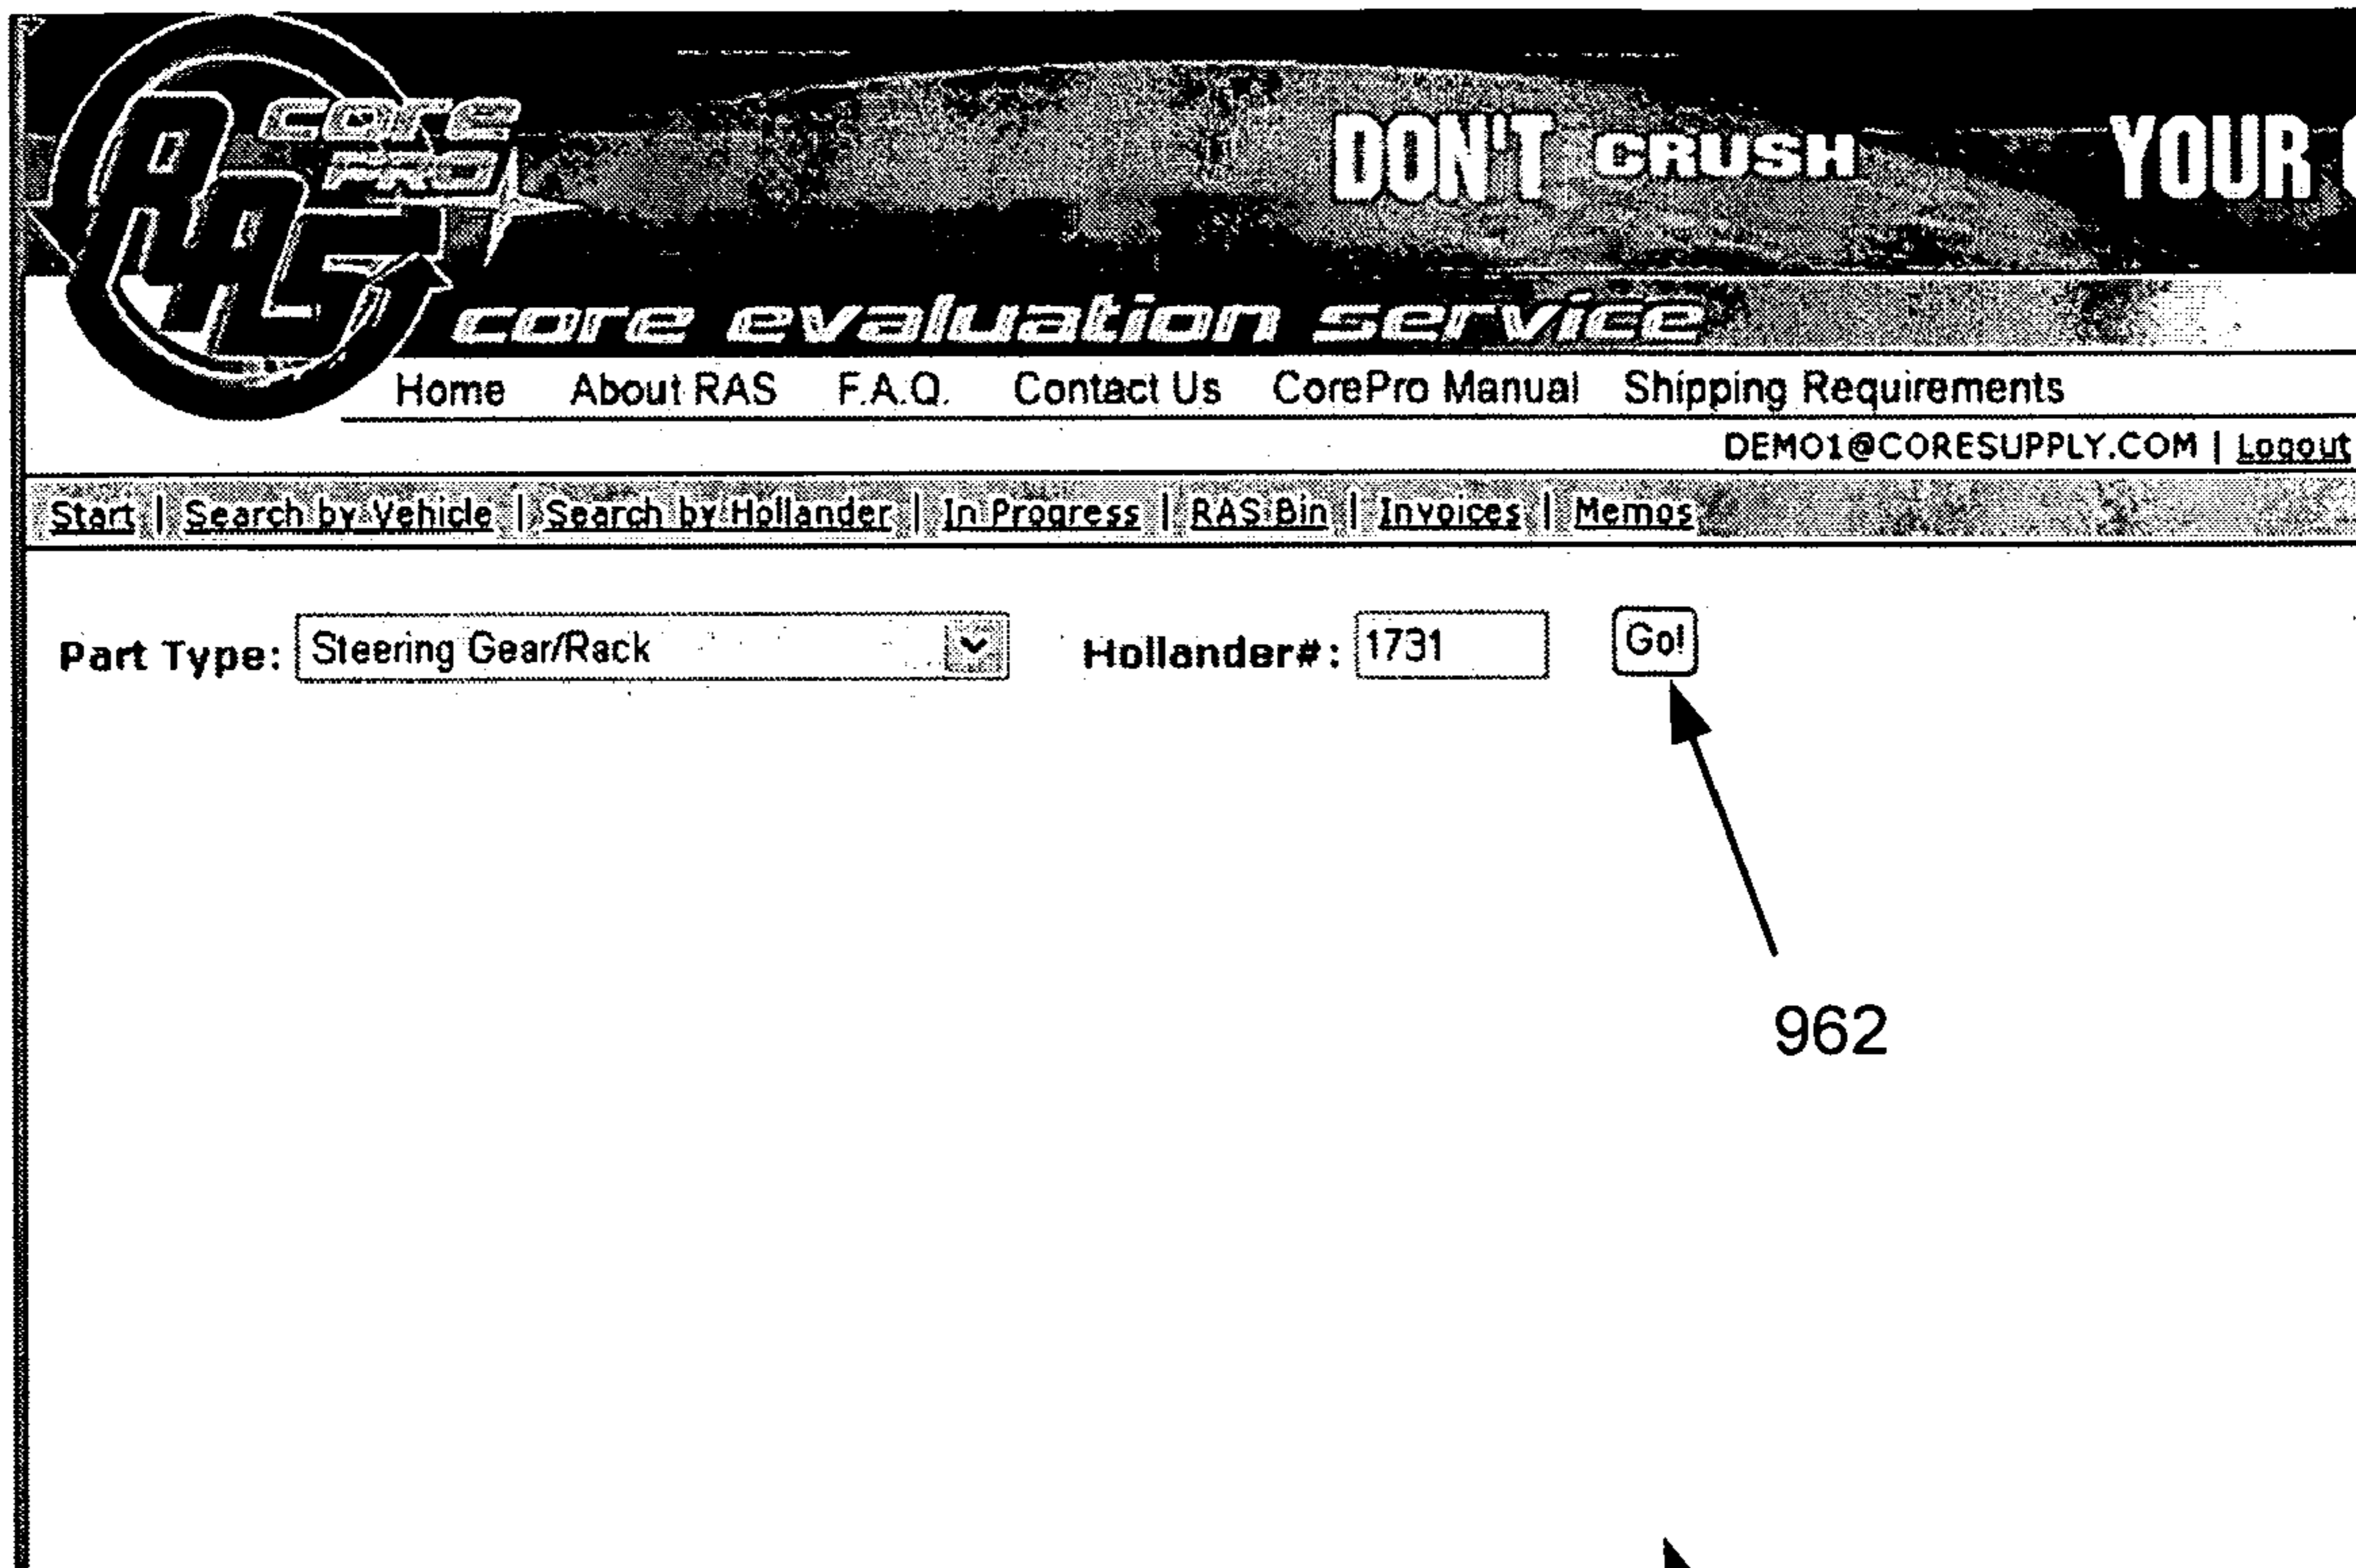 RAS core PRO
DON'T CRUSH YOUR
core evaluation service
Home About RAS F.A.Q. Contact Us CorePro Manual Shipping Requirements
DEMO1@CORESUPPLY.COM | Logout
Start | Search by Vehicle | Search by Hollander | In Progress | RAS Bin | Invoices | Memos
Part Type: Steering Gear/Rack Hollander#: 1731 Go!
962